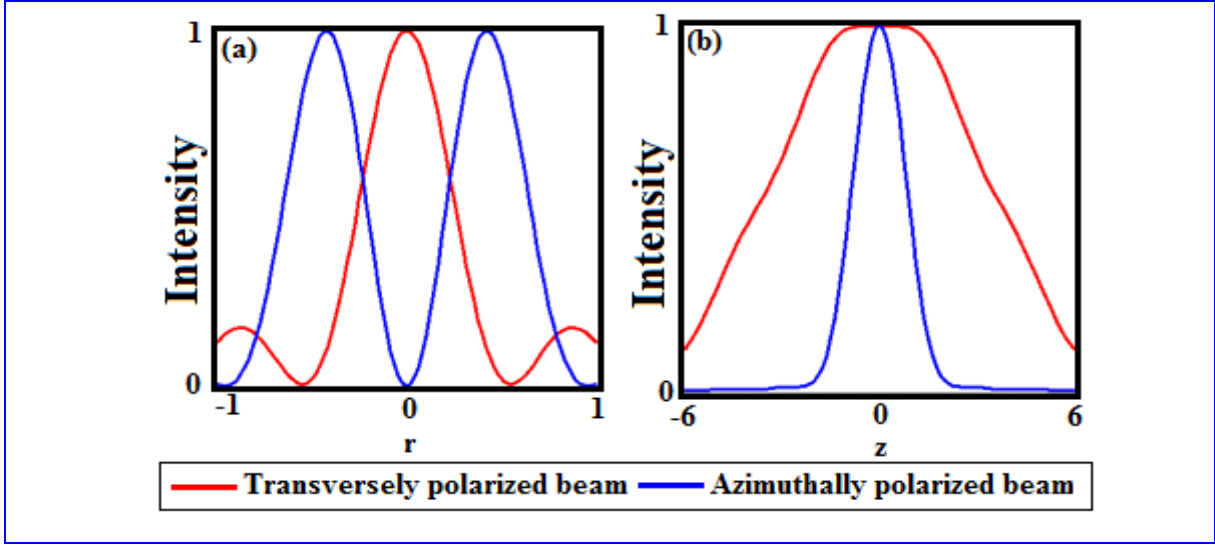 1
(a)
Intensity
0
-1
0
1
r
1
(b)
Intensity
0
-6
0
6
z
Transversely polarized beam
Azimuthally polarized beam